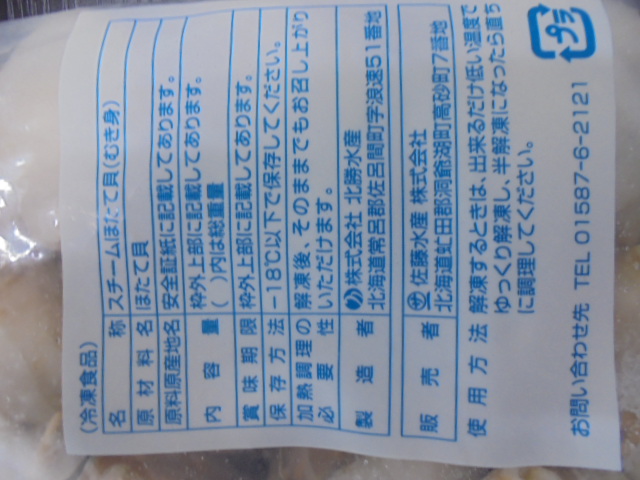 (冷凍食品)
名称 スチームほたて貝(むき身)
原材料名 ほたて貝
原料原産地名 安全証紙に記載してあります。
内容量 枠外上部に記載してあります。
( )内は総重量
賞味期限 枠外上部に記載してあります。
保存方法 -18℃以下で保存してください。
加熱調理の必要性 解凍後、そのままでもお召し上がり
いただけます。
製造者 株式会社 北勝水産
北海道常呂郡佐呂間町字浪速51番地
販売者 佐藤水産 株式会社
北海道虻田郡洞爺湖町高砂町7番地
使用方法 解凍するときは、出来るだけ低い温度で
ゆっくり解凍し、半解凍になったら直ち
に調理してください。
お問い合わせ先 TEL 01587-6-2121
プラ